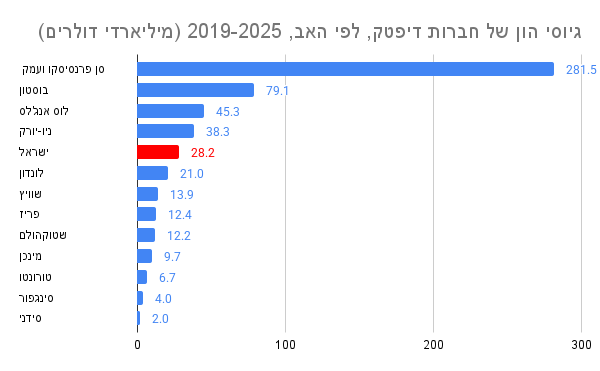 גיוסי הון של חברות דיפטק, לפי האב, 2019-2025 (מיליארדי דולרים)
סן פרנסיסקו ועמק 281.5
בוסטון 79.1
לוס אנג'לס 45.3
ניו-יורק 38.3
ישראל 28.2
לונדון 21.0
שוויץ 13.9
פריז 12.4
שטוקהולם 12.2
מינכן 9.7
טורונטו 6.7
סינגפור 4.0
סידני 2.0
0 100 200 300